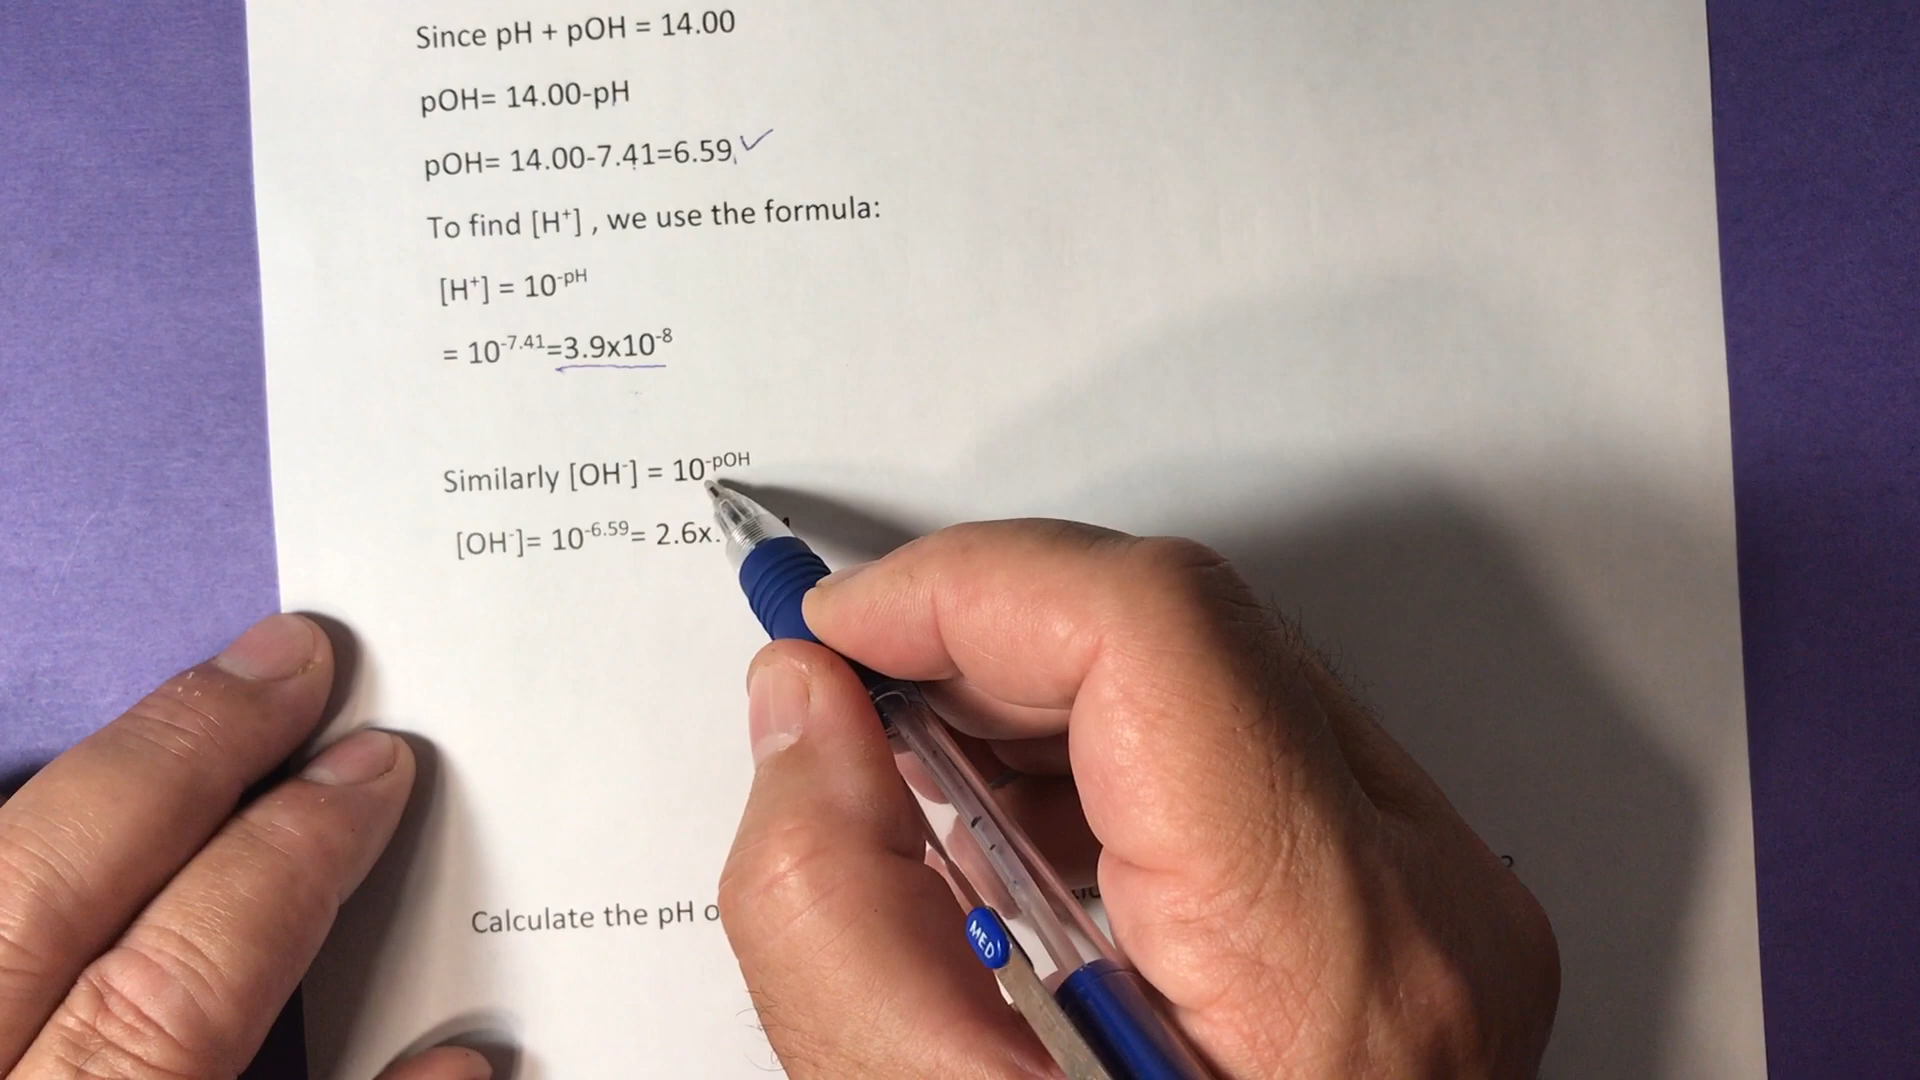 Since pH + pOH = 14.00
pOH= 14.00-pH
pOH= 14.00-7.41=6.59
To find [H⁺] , we use the formula:
[H⁺] = 10⁻ᵖᴴ
= 10⁻⁷·⁴¹=3.9x10⁻⁸
Similarly [OH⁻] = 10⁻ᵖᴼᴴ
[OH⁻]= 10⁻⁶·⁵⁹= 2.6x
Calculate the pH
MED